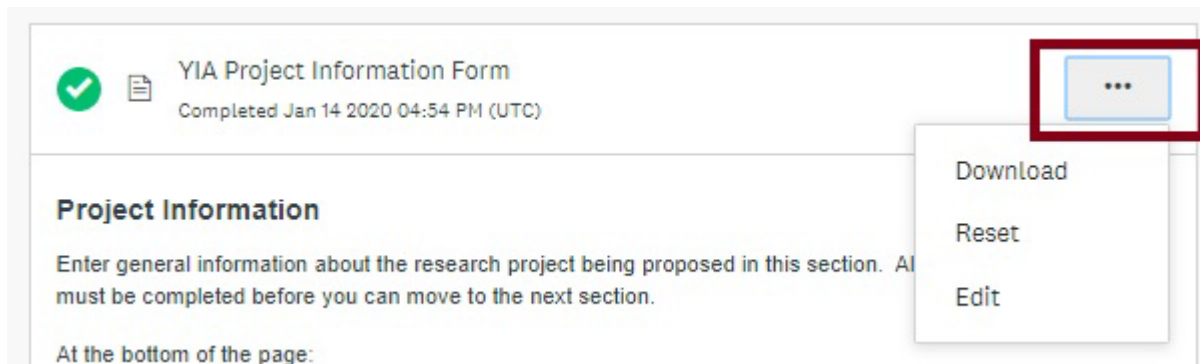 YIA Project Information Form
Completed Jan 14 2020 04:54 PM (UTC)
...
Download
Reset
Edit
Project Information
Enter general information about the research project being proposed in this section.
must be completed before you can move to the next section.
At the bottom of the page: